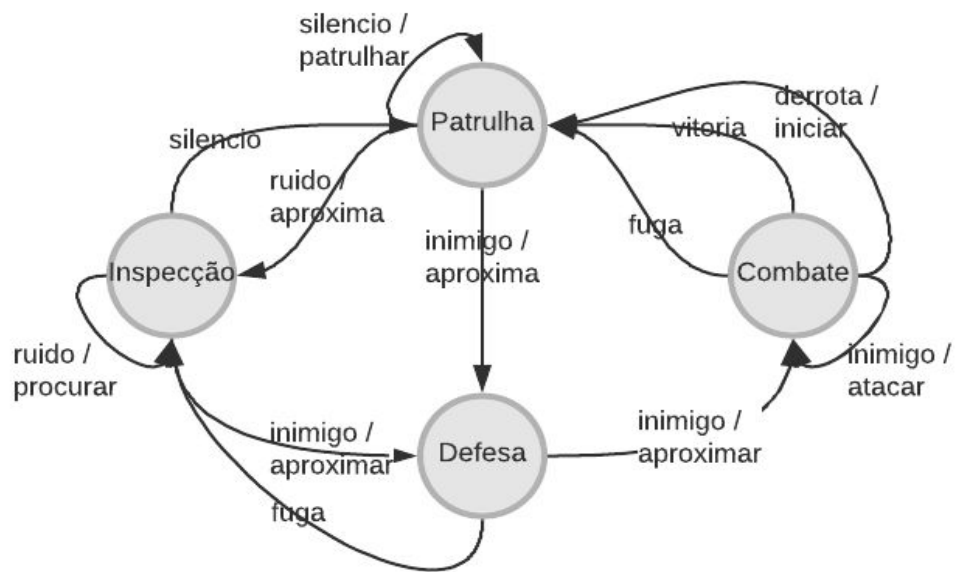 silencio /
patrulhar
Patrulha
derrota /
iniciar
silencio
vitoria
ruido /
aproxima
fuga
inimigo /
aproxima
Inspecção
Combate
ruido /
procurar
inimigo /
atacar
inimigo /
aproximar
Defesa
inimigo /
aproximar
fuga